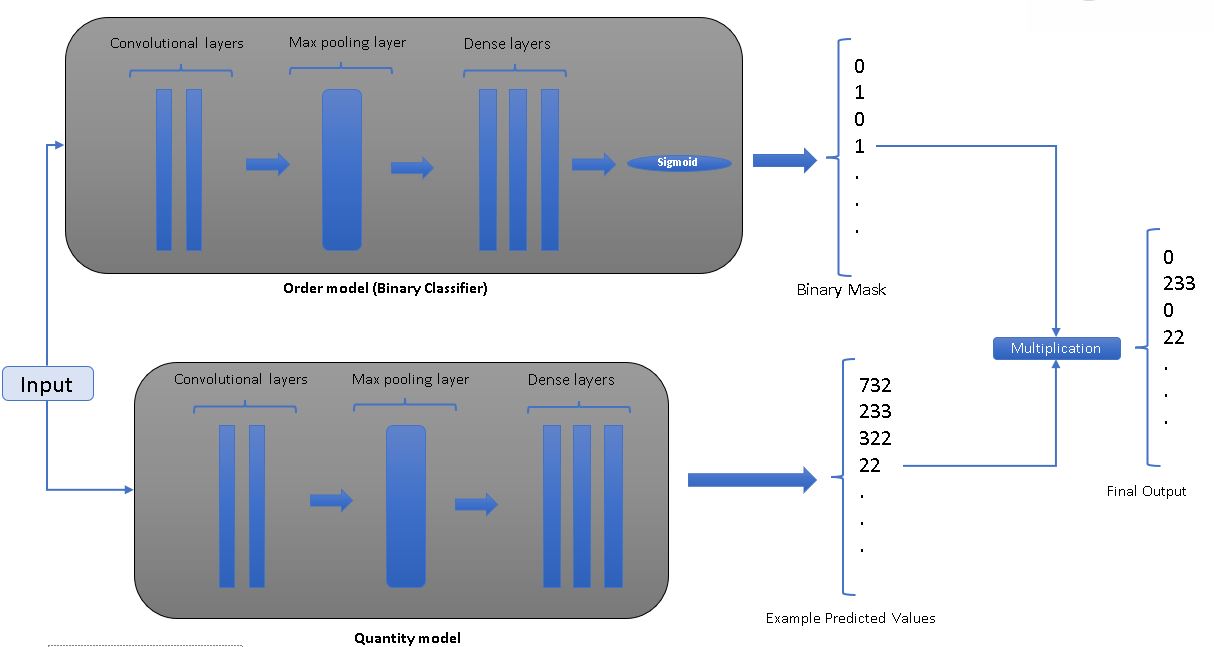 Convolutional layers
Max pooling layer
Dense layers
Sigmoid
Order model (Binary Classifier)
0
1
0
1
.
.
.
Binary Mask
Input
Convolutional layers
Max pooling layer
Dense layers
Quantity model
732
233
322
22
.
.
.
Example Predicted Values
Multiplication
0
233
0
22
.
.
.
Final Output